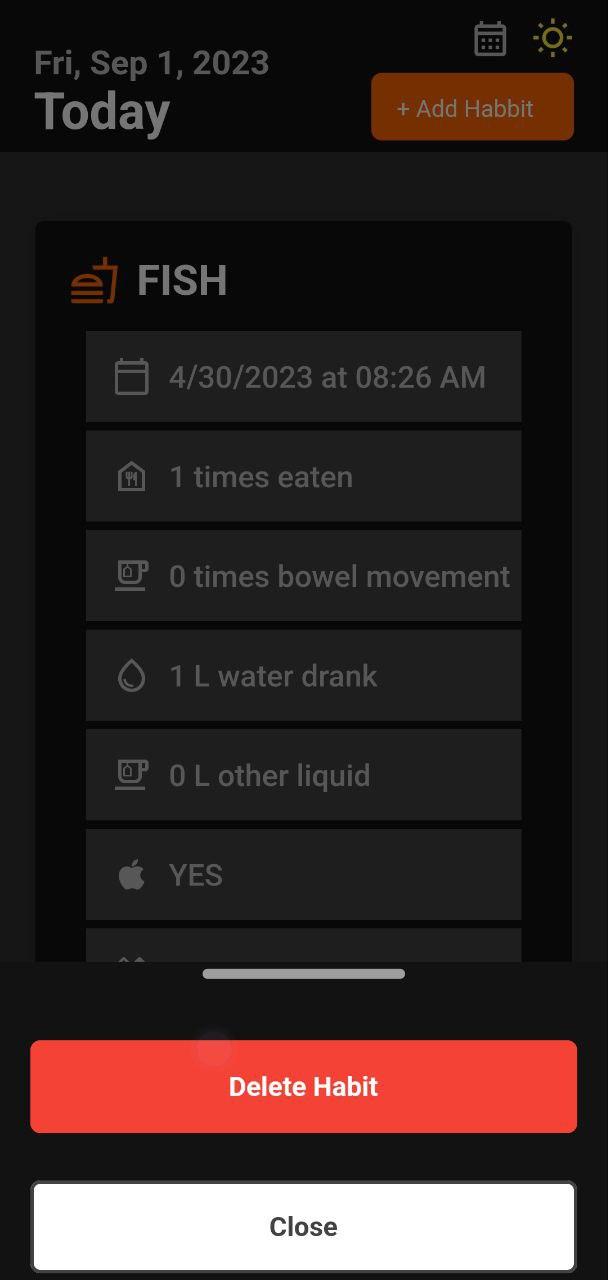 Fri, Sep 1, 2023
Today
+ Add Habbit
FISH
4/30/2023 at 08:26 AM
1 times eaten
0 times bowel movement
1 L water drank
0 L other liquid
YES
Delete Habit
Close